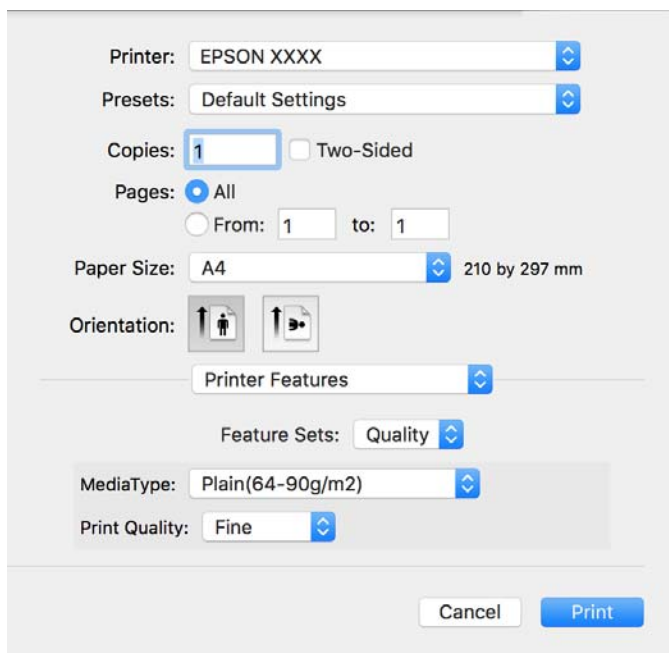 Printer: EPSON XXXX
Presets: Default Settings
Copies: 1 Two-Sided
Pages: All
From: 1 to: 1
Paper Size: A4 210 by 297 mm
Orientation:
Printer Features
Feature Sets: Quality
MediaType: Plain(64-90g/m2)
Print Quality: Fine
Cancel Print